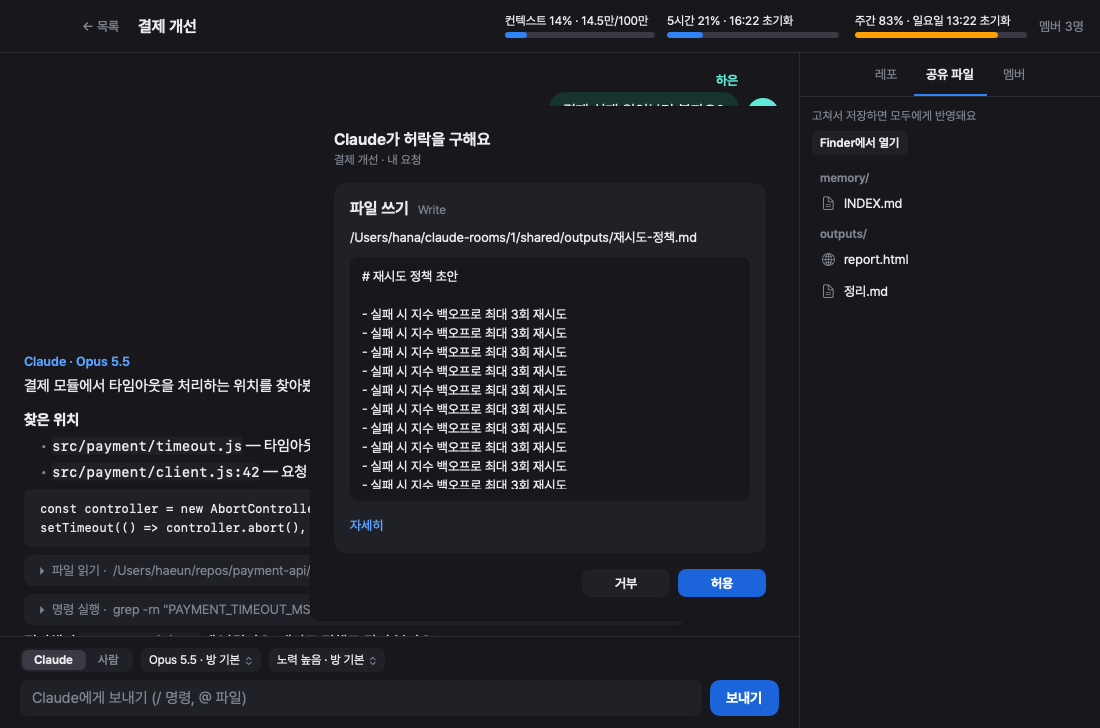 ← 목록
결제 개선
컨텍스트 14% · 14.5만/100만
5시간 21% · 16:22 초기화
주간 83% · 일요일 13:22 초기화
멤버 3명
하은
Claude · Opus 5.5
결제 모듈에서 타임아웃을 처리하는 위치를 찾아봤
찾은 위치
• src/payment/timeout.js — 타임아웃
• src/payment/client.js:42 — 요청
const controller = new AbortControlle
setTimeout(() => controller.abort(),
파일 읽기 · /Users/haeun/repos/payment-api/
명령 실행 · grep -rn "PAYMENT_TIMEOUT_MS
Claude가 허락을 구해요
결제 개선 · 내 요청
파일 쓰기 Write
/Users/hana/claude-rooms/1/shared/outputs/재시도-정책.md
# 재시도 정책 초안
- 실패 시 지수 백오프로 최대 3회 재시도
- 실패 시 지수 백오프로 최대 3회 재시도
- 실패 시 지수 백오프로 최대 3회 재시도
- 실패 시 지수 백오프로 최대 3회 재시도
- 실패 시 지수 백오프로 최대 3회 재시도
- 실패 시 지수 백오프로 최대 3회 재시도
- 실패 시 지수 백오프로 최대 3회 재시도
- 실패 시 지수 백오프로 최대 3회 재시도
- 실패 시 지수 백오프로 최대 3회 재시도
- 실패 시 지수 백오프로 최대 3회 재시도
자세히
거부
허용
Claude
사람
Opus 5.5 · 방 기본
노력 높음 · 방 기본
Claude에게 보내기 (/ 명령, @ 파일)
보내기
레포
공유 파일
멤버
고쳐서 저장하면 모두에게 반영돼요
Finder에서 열기
memory/
INDEX.md
outputs/
report.html
정리.md